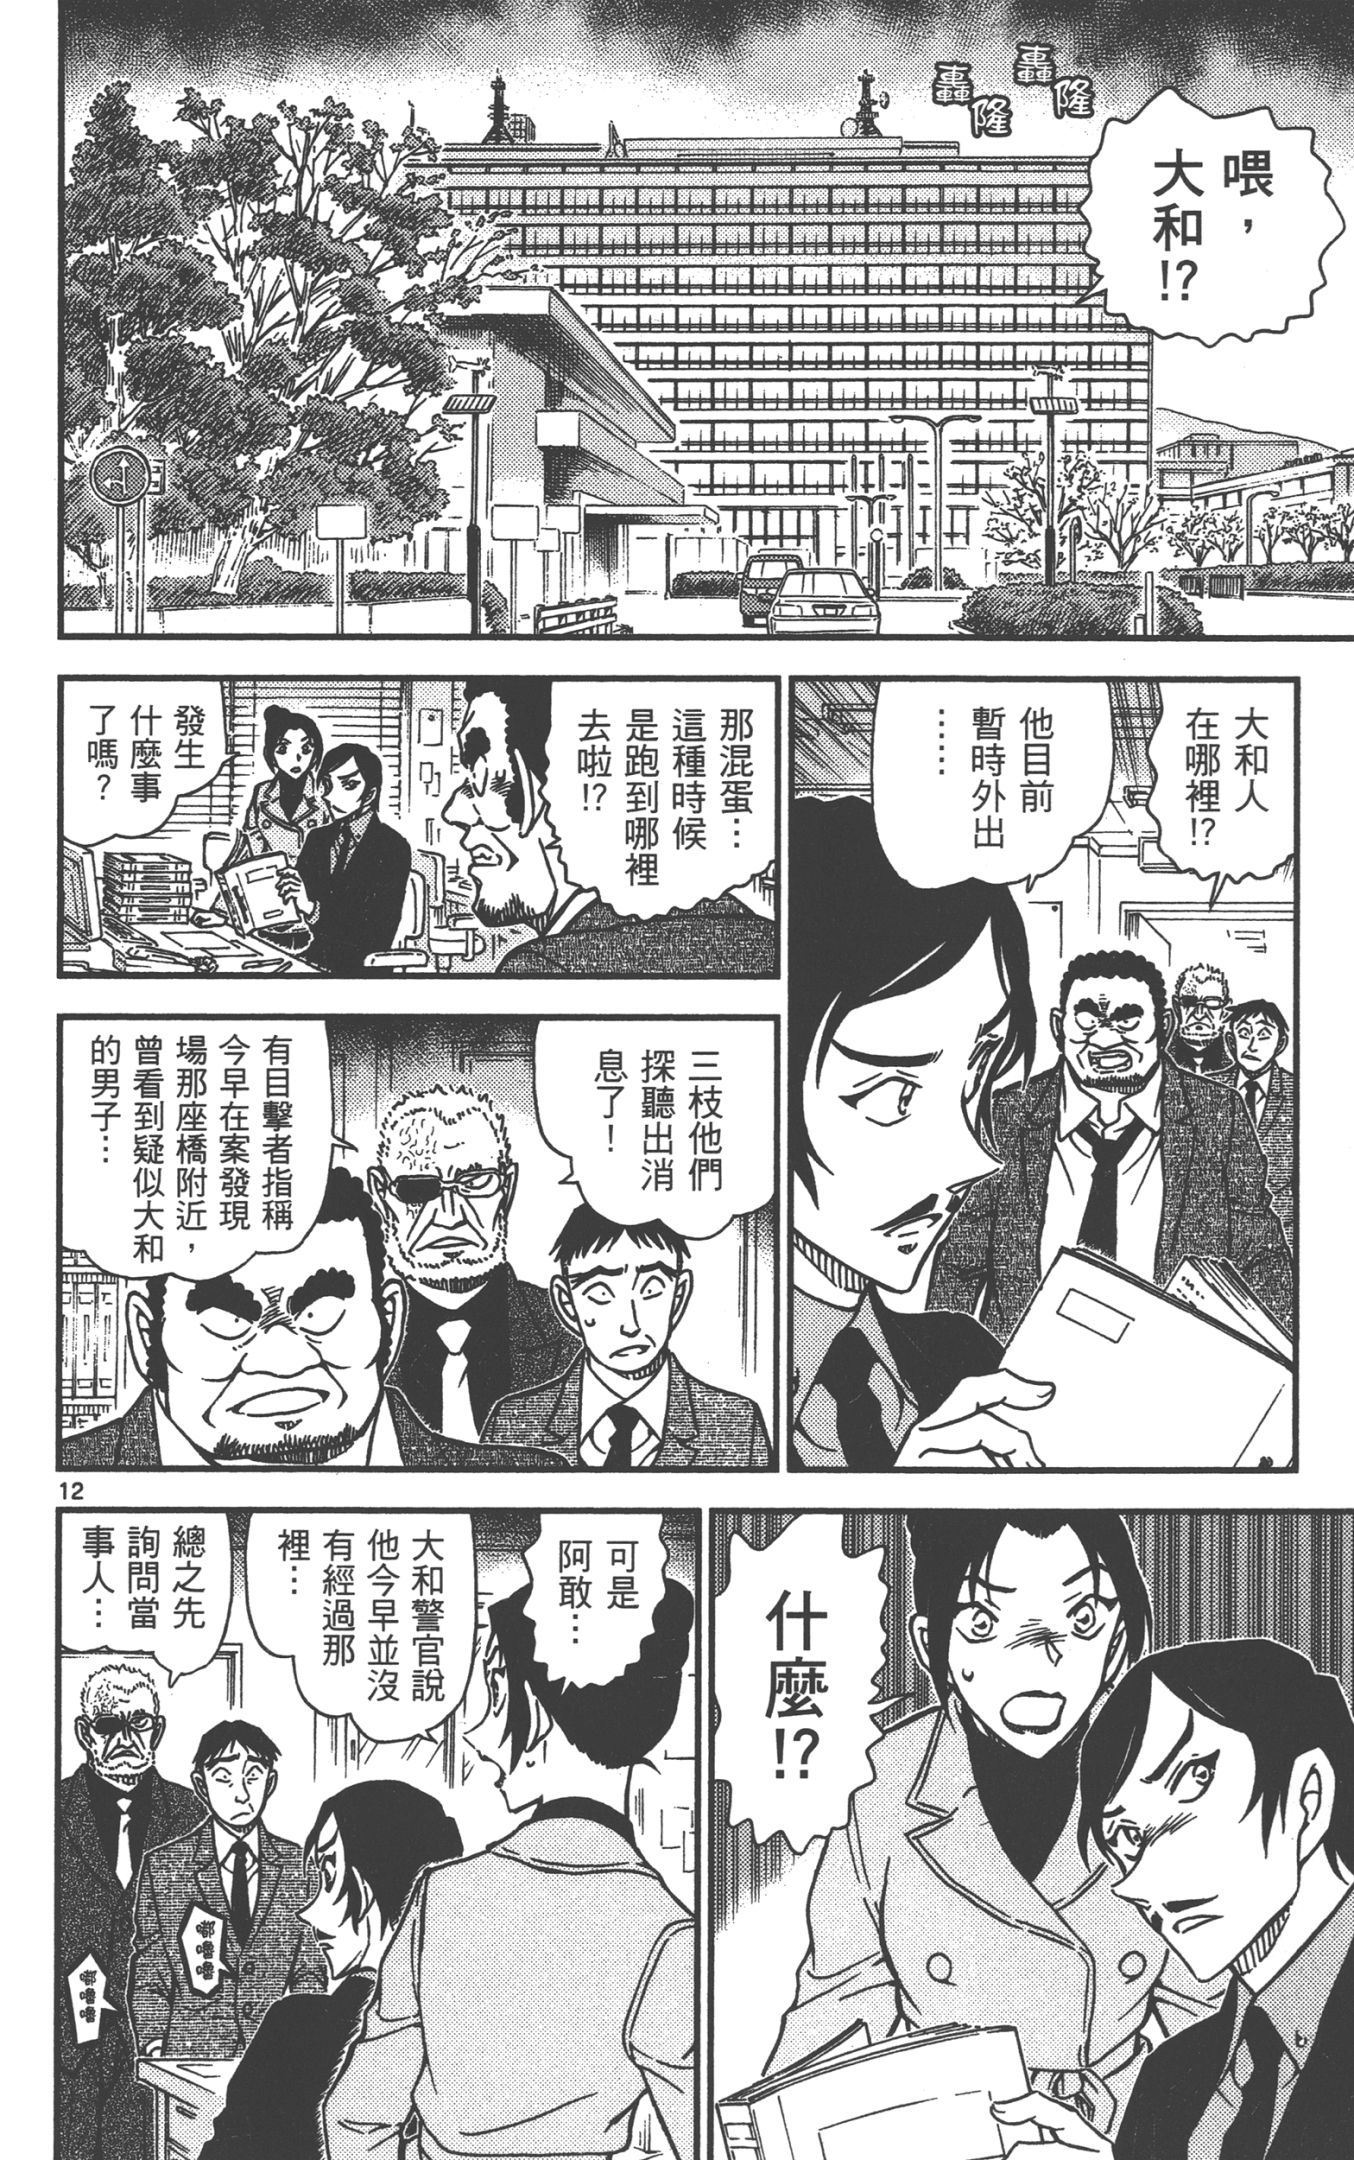 轟隆
轟隆
喂，
大和!?
大和人
在哪裡!?
他目前
暫時外出
……
那混蛋…
這種時候
是跑到哪裡
去啦!?
發生
什麼事
了嗎？
三枝他們
探聽出消
息了！
有目擊者指稱
今早在案發現
場那座橋附近，
曾看到疑似大和
的男子…
12
什麼!?
可是
阿敢…
大和警官說
他今早並沒
有經過那
裡…
總之先
詢問當
事人…
嘟嚕嚕
嘟嚕嚕